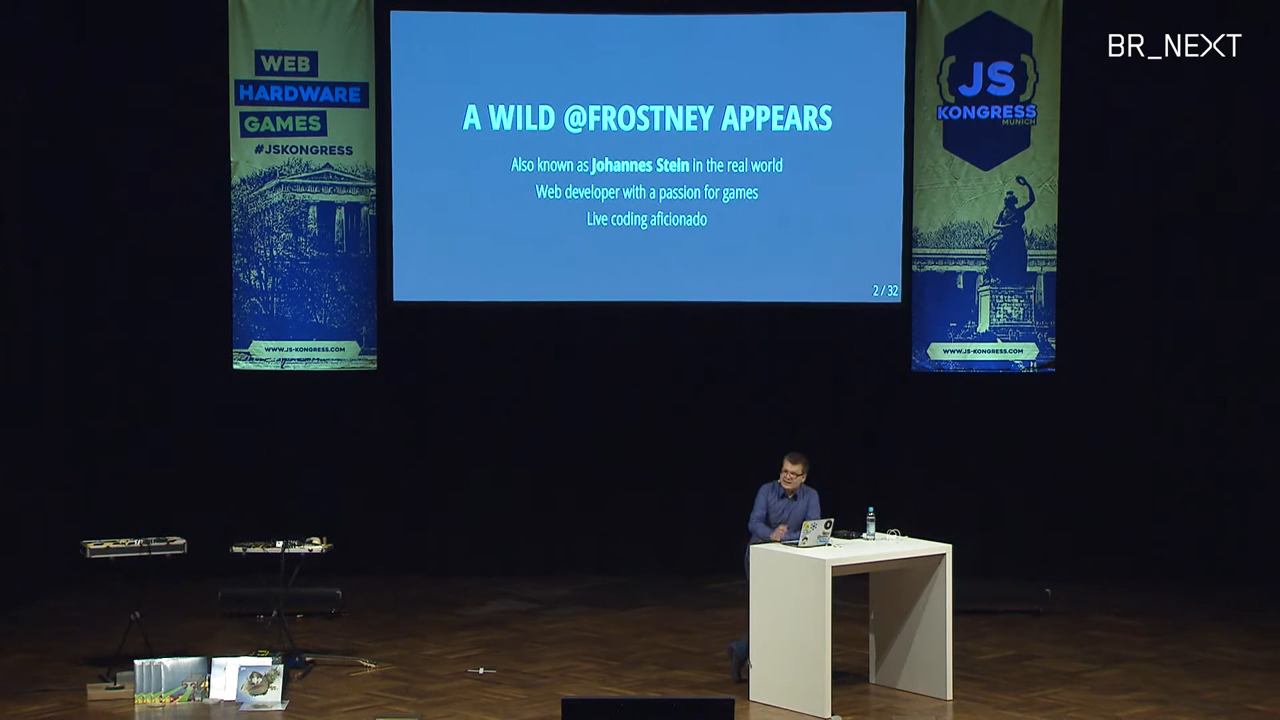 WEB
HARDWARE
GAMES
#JSKONGRESS
WWW.JS-KONGRESS.COM
A WILD @FROSTNEY APPEARS
Also known as Johannes Stein in the real world
Web developer with a passion for games
Live coding aficionado
2 / 32
{JS}
KONGRESS
MUNICH
WWW.JS-KONGRESS.COM
BR_NEXT